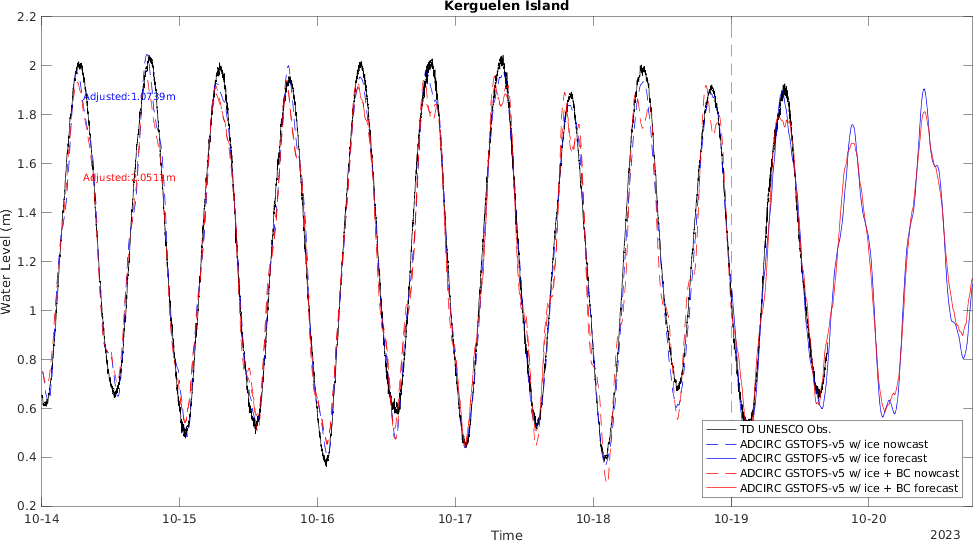 Kerguelen Island
2.2
2
1.8
1.6
1.4
1.2
1
0.8
0.6
0.4
0.2
Water Level (m)
Adjusted:1.0739m
Adjusted:2.0511m
TD UNESCO Obs.
ADCIRC GSTOFS-v5 w/ ice nowcast
ADCIRC GSTOFS-v5 w/ ice forecast
ADCIRC GSTOFS-v5 w/ ice + BC nowcast
ADCIRC GSTOFS-v5 w/ ice + BC forecast
10-14 10-15 10-16 10-17 10-18 10-19 10-20
Time
2023